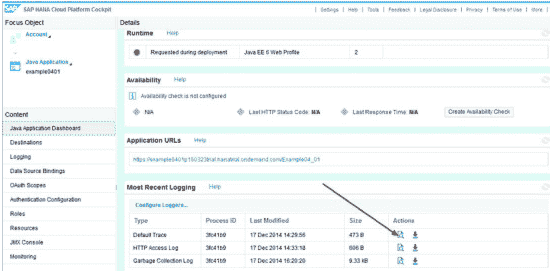 SAP HANA Cloud Platform Cockpit
Settings | Help | Tools | Feedback | Legal Disclosure | Privacy | Terms of Use | More
Focus Object
Account
Java Application
example0401
Content
Java Application Dashboard
Destinations
Logging
Data Source Bindings
OAuth Scopes
Authentication Configuration
Roles
Resources
JMX Console
Monitoring
Details
Runtime Help
Requested during deployment Java EE 6 Web Profile 2
Availability Help
Availability check is not configured
N/A Last HTTP Status Code: N/A Last Response Time: N/A Create Availability Check
Application URLs Help
Most Recent Logging Help
Configure Loggers...
Type Process ID Last Modified Size Actions
Default Trace 3fc41b9 17 Dec 2014 14:29:56 473 B
HTTP Access Log 3fc41b9 17 Dec 2014 14:33:18 606 B
Garbage Collection Log 3fc41b9 17 Dec 2014 16:20:20 9.33 KB